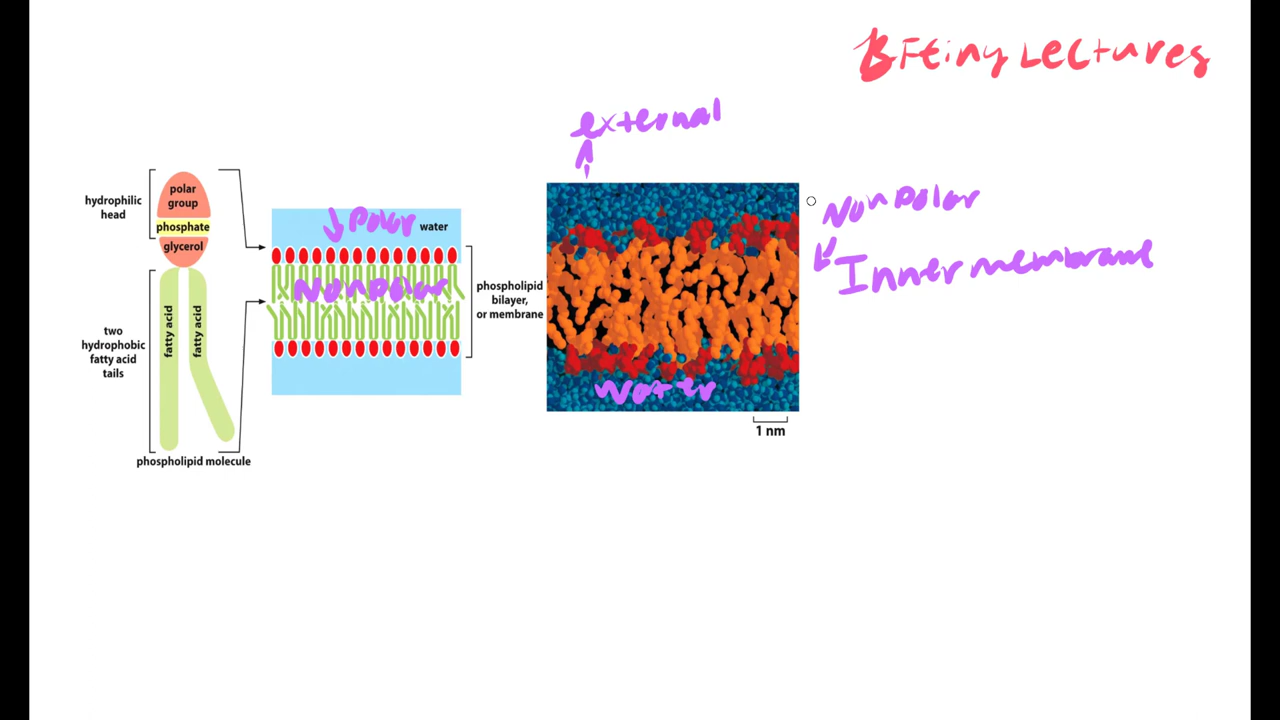 BFtiny Lectures
external
hydrophilic
head
polar
group
phosphate
glycerol
two
hydrophobic
fatty acid
tails
fatty acid
fatty acid
phospholipid molecule
polar
water
Nonpolar
phospholipid
bilayer,
or membrane
water
1 nm
Nonpolar
Inner membrane